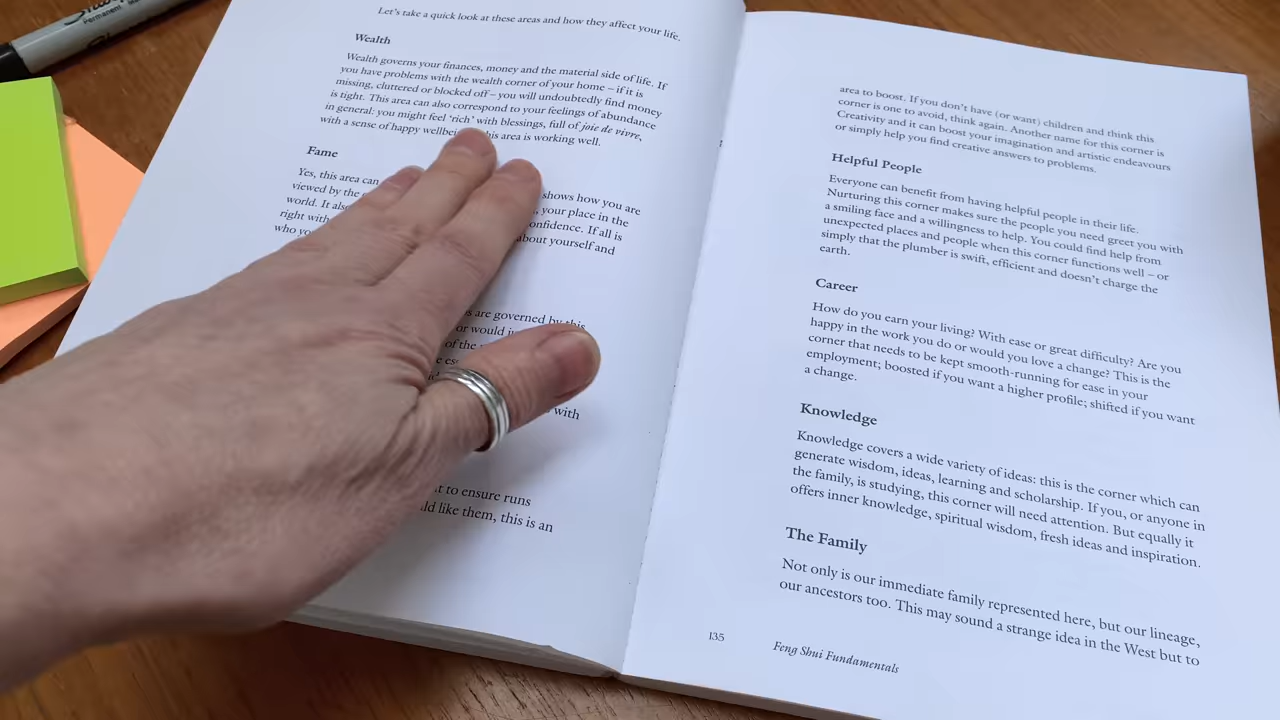 Sharpie
Permanent
Let's take a quick look at these areas and how they affect your life.
Wealth
Wealth governs your finances, money and the material side of life. If
you have problems with the wealth corner of your home – if it is
missing, cluttered or blocked off – you will undoubtedly find money
is tight. This area can also correspond to your feelings of abundance
in general: you might feel 'rich' with blessings, full of joie de vivre,
with a sense of happy this area is working well.
Fame
Yes, this area can shows how you are
viewed by the your place in the
world. It also If all is
right with about yourself and
who
are governed by this
or would
of the
with
to ensure runs
like them, this is an
area to boost. If you don't have (or want) children and think this
corner is one to avoid, think again. Another name for this corner is
Creativity and it can boost your imagination and artistic endeavours
or simply help you find creative answers to problems.
Helpful People
Everyone can benefit from having helpful people in their life.
Nurturing this corner makes sure the people you need greet you with
a smiling face and a willingness to help. You could find help from
unexpected places and people when this corner functions well – or
simply that the plumber is swift, efficient and doesn't charge the
earth.
Career
How do you earn your living? With ease or great difficulty? Are you
happy in the work you do or would you love a change? This is the
corner that needs to be kept smooth-running for ease in your
employment; boosted if you want a higher profile; shifted if you want
a change.
Knowledge
Knowledge covers a wide variety of ideas: this is the corner which can
generate wisdom, ideas, learning and scholarship. If you, or anyone in
the family, is studying, this corner will need attention. But equally it
offers inner knowledge, spiritual wisdom, fresh ideas and inspiration.
The Family
Not only is our immediate family represented here, but our lineage,
our ancestors too. This may sound a strange idea in the West but to
135
Feng Shui Fundamentals